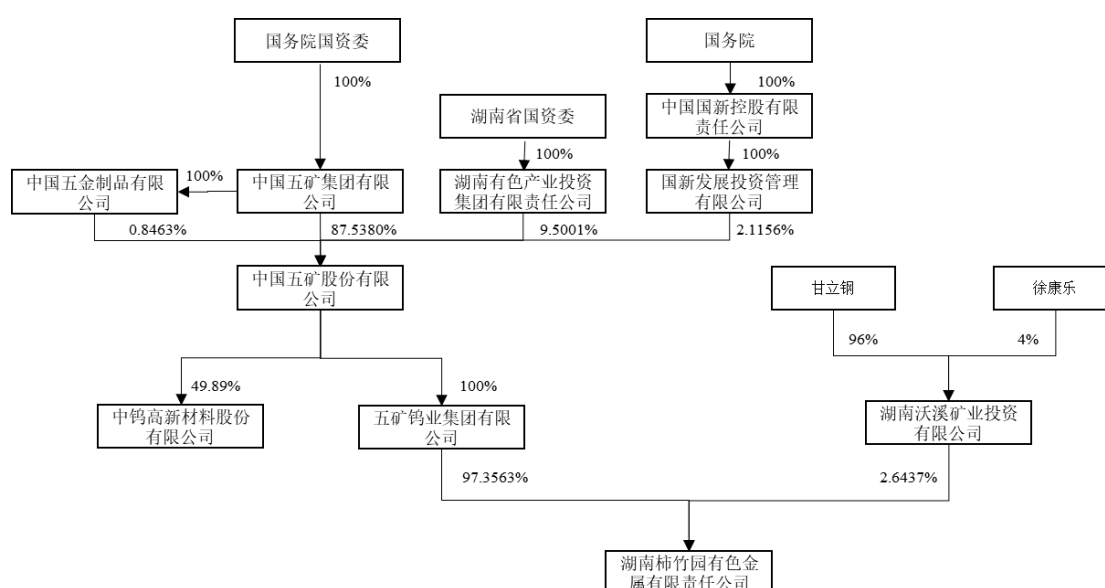 国务院国资委
国务院
100%
100%
湖南省国资委
中国国新控股有限
责任公司
100%
100%
100%
中国五金制品有限
公司
中国五矿集团有限
公司
湖南有色产业投资
集团有限责任公司
国新发展投资管理
有限公司
0.8463%
87.5380%
9.5001%
2.1156%
中国五矿股份有限
公司
甘立钢
徐康乐
96%
4%
49.89%
100%
中钨高新材料股份
有限公司
五矿钨业集团有限
公司
湖南沃溪矿业投资
有限公司
97.3563%
2.6437%
湖南柿竹园有色金
属有限责任公司